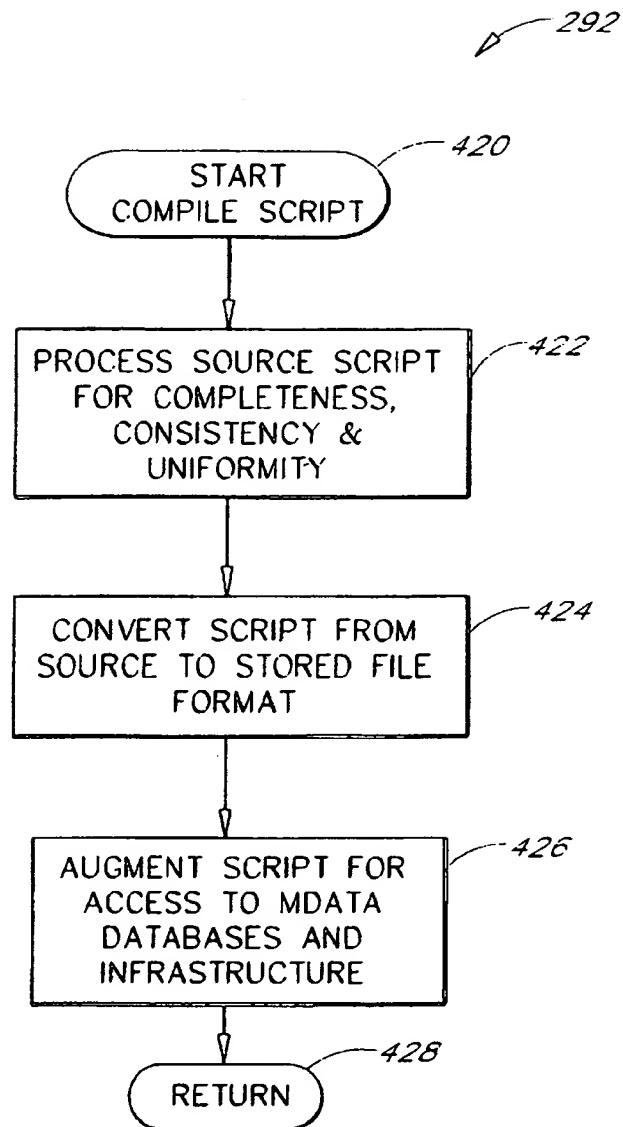 292
420
START
COMPILE SCRIPT
422
PROCESS SOURCE SCRIPT
FOR COMPLETENESS,
CONSISTENCY &
UNIFORMITY
424
CONVERT SCRIPT FROM
SOURCE TO STORED FILE
FORMAT
426
AUGMENT SCRIPT FOR
ACCESS TO MDATA
DATABASES AND
INFRASTRUCTURE
428
RETURN